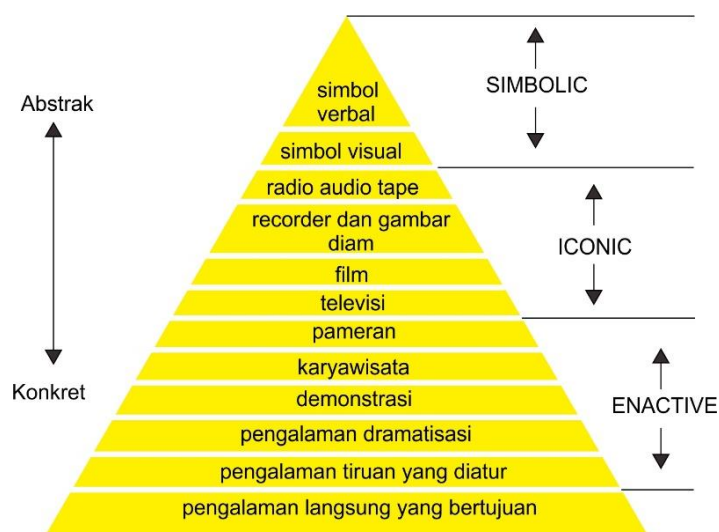 simbol
verbal
SIMBOLIC
Abstrak
simbol visual
radio audio tape
recorder dan gambar
diam
ICONIC
film
televisi
pameran
karyawisata
Konkret
demonstrasi
ENACTIVE
pengalaman dramatisasi
pengalaman tiruan yang diatur
pengalaman langsung yang bertujuan